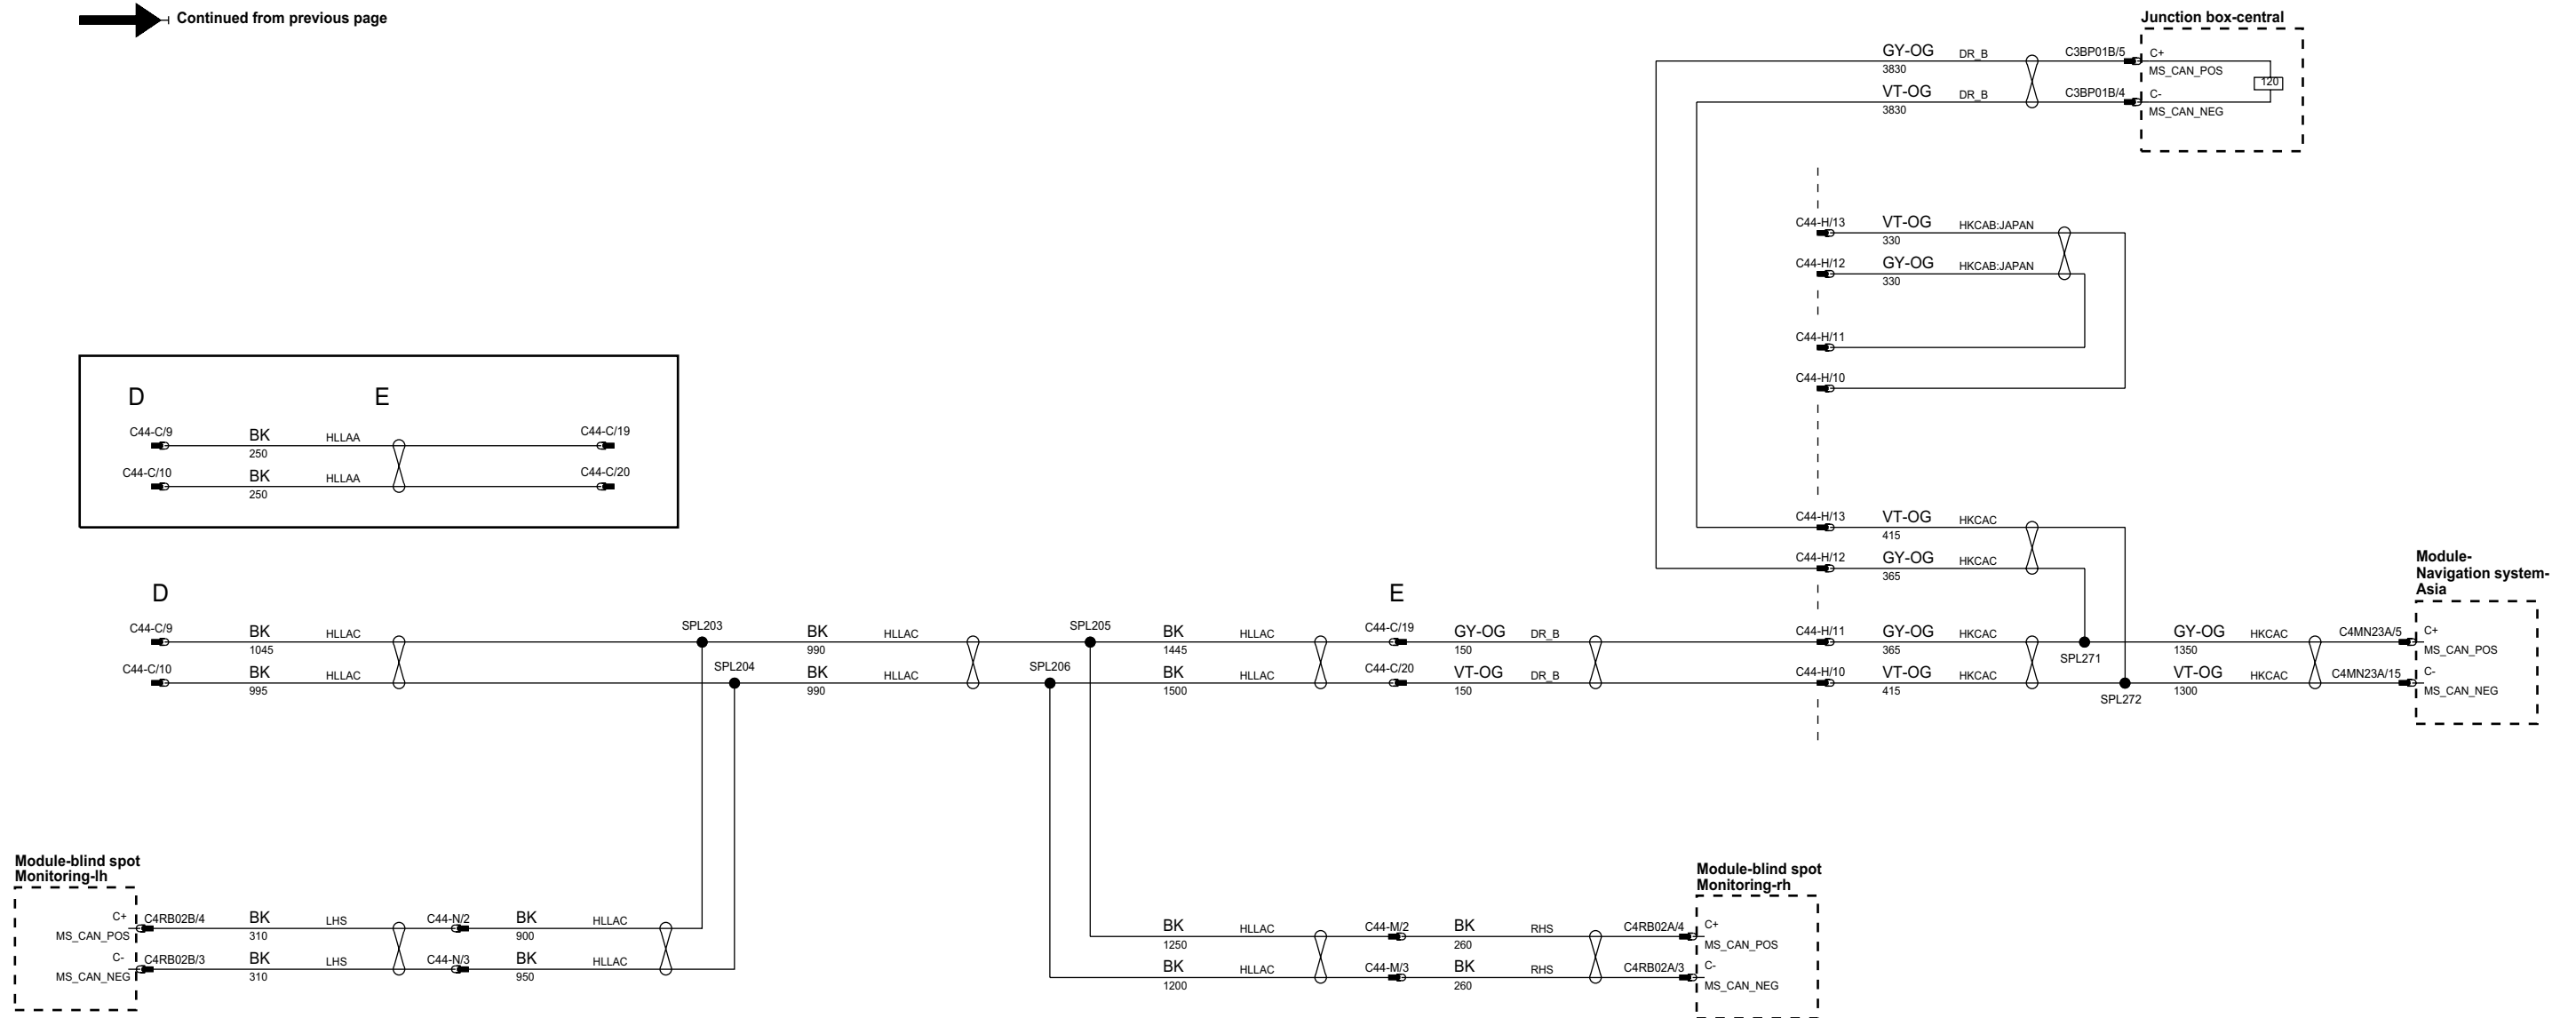 Continued from previous page
Junction box-central
GY-OG DR_B C3BP01B/5 C+
3830 MS_CAN_POS
120
VT-OG DR_B C3BP01B/4 C-
3830 MS_CAN_NEG
C44-H/13 VT-OG HKCAB:JAPAN
330
C44-H/12 GY-OG HKCAB:JAPAN
330
C44-H/11
C44-H/10
D E
C44-C/9 BK HLLAA C44-C/19
250
C44-C/10 BK HLLAA C44-C/20
250
C44-H/13 VT-OG HKCAC
415
C44-H/12 GY-OG HKCAC
365
Module-
Navigation system-
Asia
D E
C44-C/9 BK HLLAC SPL203 BK HLLAC SPL205 BK HLLAC C44-C/19 GY-OG DR_B C44-H/11 GY-OG HKCAC SPL271 GY-OG HKCAC C4MN23A/5 C+
1045 990 1445 150 365 1350 MS_CAN_POS
C44-C/10 BK HLLAC SPL204 BK HLLAC SPL206 BK HLLAC C44-C/20 VT-OG DR_B C44-H/10 VT-OG HKCAC SPL272 VT-OG HKCAC C4MN23A/15 C-
995 990 1500 150 415 1300 MS_CAN_NEG
Module-blind spot
Monitoring-lh
C+ C4RB02B/4 BK LHS C44-N/2 BK HLLAC
MS_CAN_POS 310 900
C- C4RB02B/3 BK LHS C44-N/3 BK HLLAC
MS_CAN_NEG 310 950
Module-blind spot
Monitoring-rh
BK HLLAC C44-M/2 BK RHS C4RB02A/4 C+
1250 260 MS_CAN_POS
BK HLLAC C44-M/3 BK RHS C4RB02A/3 C-
1200 260 MS_CAN_NEG